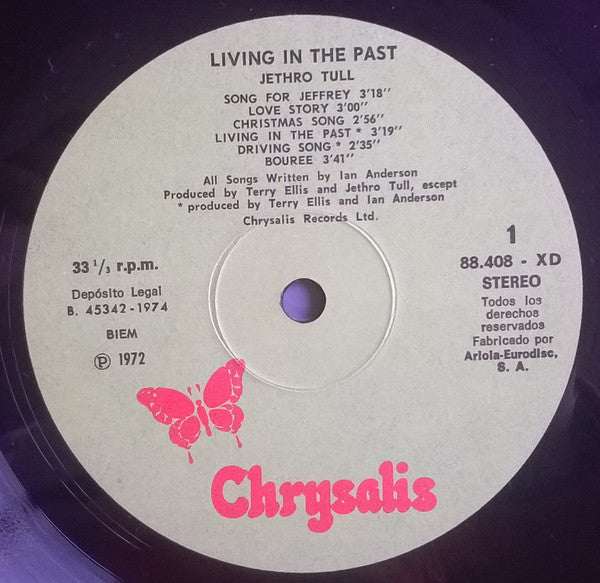 LIVING IN THE PAST
JETHRO TULL
SONG FOR JEFFREY 3'18''
LOVE STORY 3'00''
CHRISTMAS SONG 2'56''
LIVING IN THE PAST * 3'19''
DRIVING SONG * 2'35''
BOUREE 3'41''
All Songs Written by Ian Anderson
Produced by Terry Ellis and Jethro Tull, escept
* produced by Terry Ellis and Ian Anderson
Chrysalis Records Ltd.
33 1/3 r.p.m.
Depósito Legal
B. 45342-1974
BIEM
Ⓟ 1972
1
88.408 - XD
STEREO
Todos los
derechos
reservados
Fabricado por
Ariola-Eurodisc,
S. A.
Chrysalis